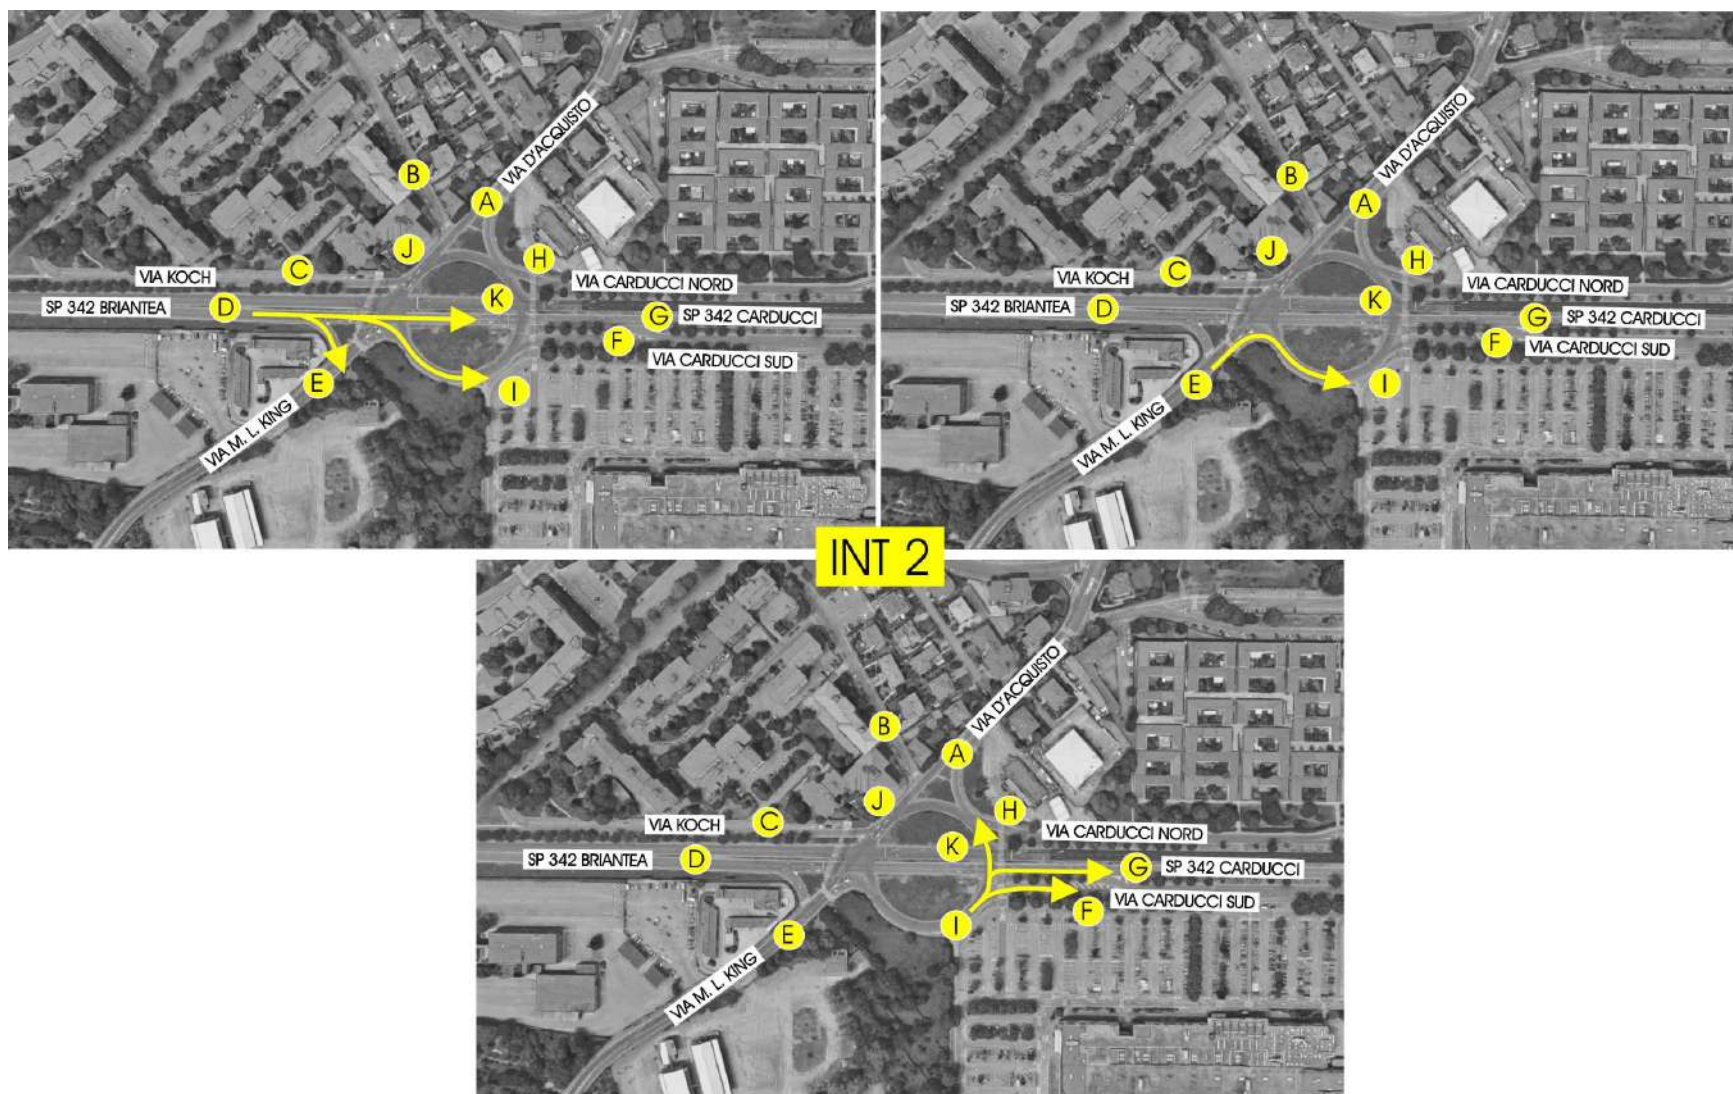 B
VIA D'ACQUISTO
A
J
H
C
VIA KOCH
VIA CARDUCCI NORD
K
SP 342 BRIANTEA
D
G
SP 342 CARDUCCI
F
VIA CARDUCCI SUD
E
I
VIA M. L. KING
B
VIA D'ACQUISTO
A
J
H
C
VIA KOCH
VIA CARDUCCI NORD
K
SP 342 BRIANTEA
D
G
SP 342 CARDUCCI
F
VIA CARDUCCI SUD
E
I
VIA M. L. KING
INT 2
B
VIA D'ACQUISTO
A
J
H
C
VIA KOCH
VIA CARDUCCI NORD
K
SP 342 BRIANTEA
D
G
SP 342 CARDUCCI
F
VIA CARDUCCI SUD
E
I
VIA M. L. KING